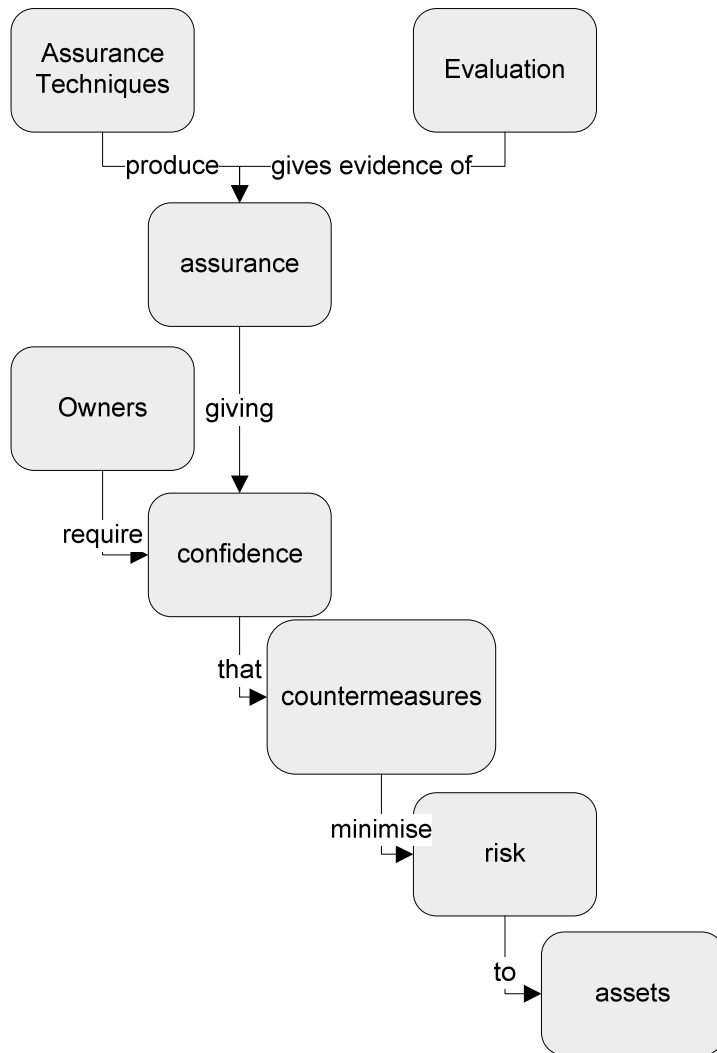 Assurance
Techniques
Evaluation
produce
gives evidence of
assurance
Owners
giving
require
confidence
that
countermeasures
minimise
risk
to
assets